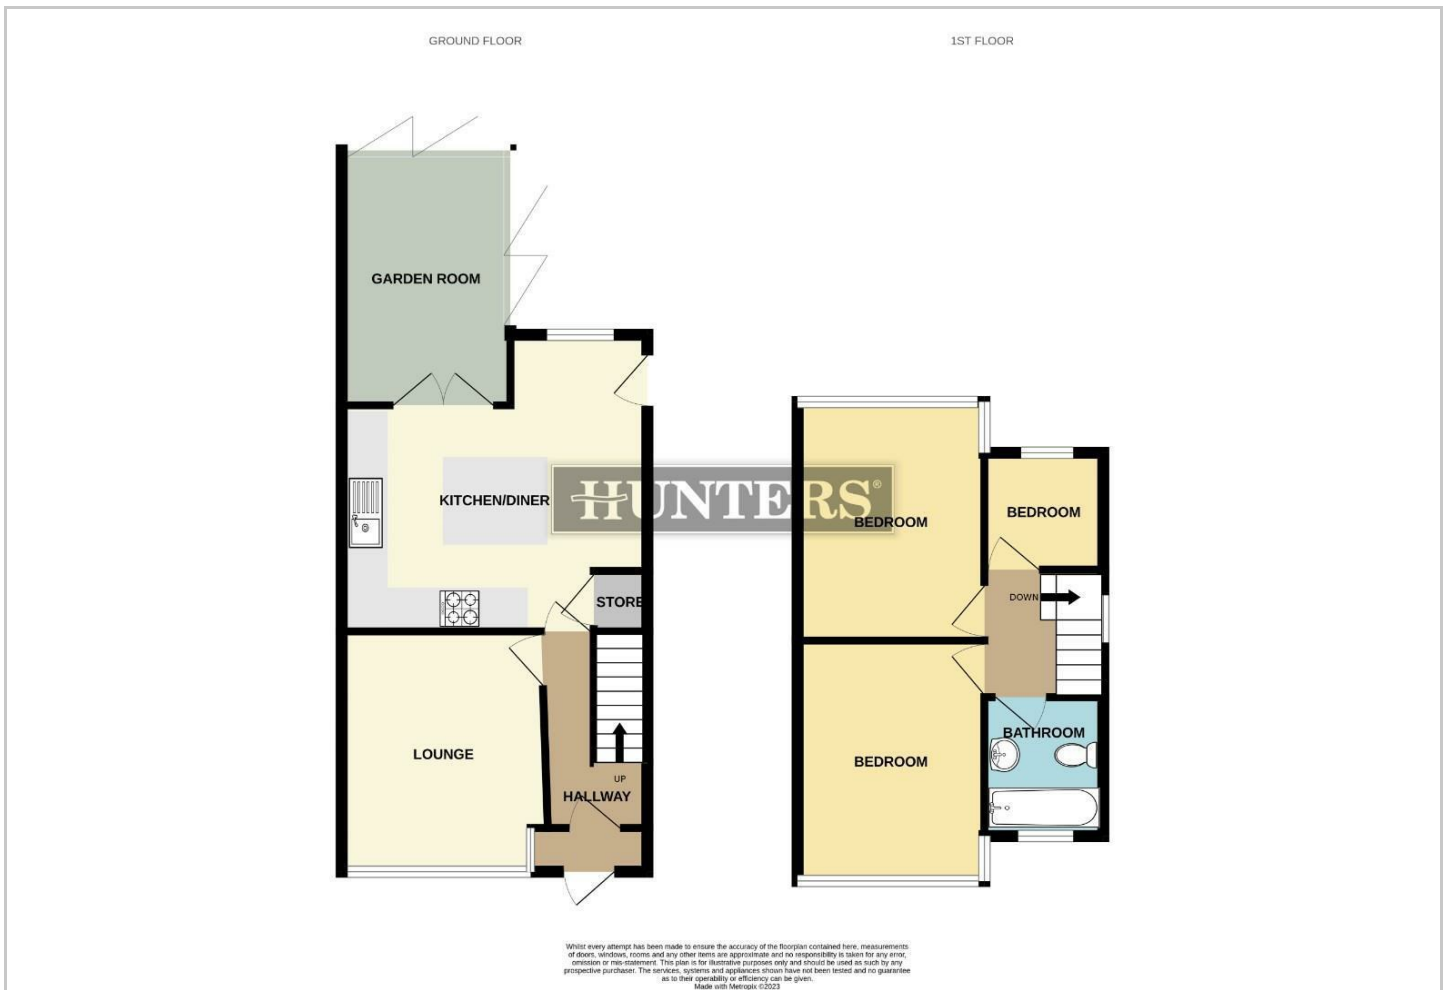 GROUND FLOOR
1ST FLOOR
GARDEN ROOM
KITCHEN/DINER
HUNTERS®
STORE
LOUNGE
UP
HALLWAY
BEDROOM
BEDROOM
DOWN
BATHROOM
BEDROOM
Whilst every attempt has been made to ensure the accuracy of the floorplan contained here, measurements
of doors, windows, rooms and any other items are approximate and no responsibility is taken for any error,
omission or mis-statement. This plan is for illustrative purposes only and should be used as such by any
prospective purchaser. The services, systems and appliances shown have not been tested and no guarantee
as to their operability or efficiency can be given.
Made with Metropix ©2023